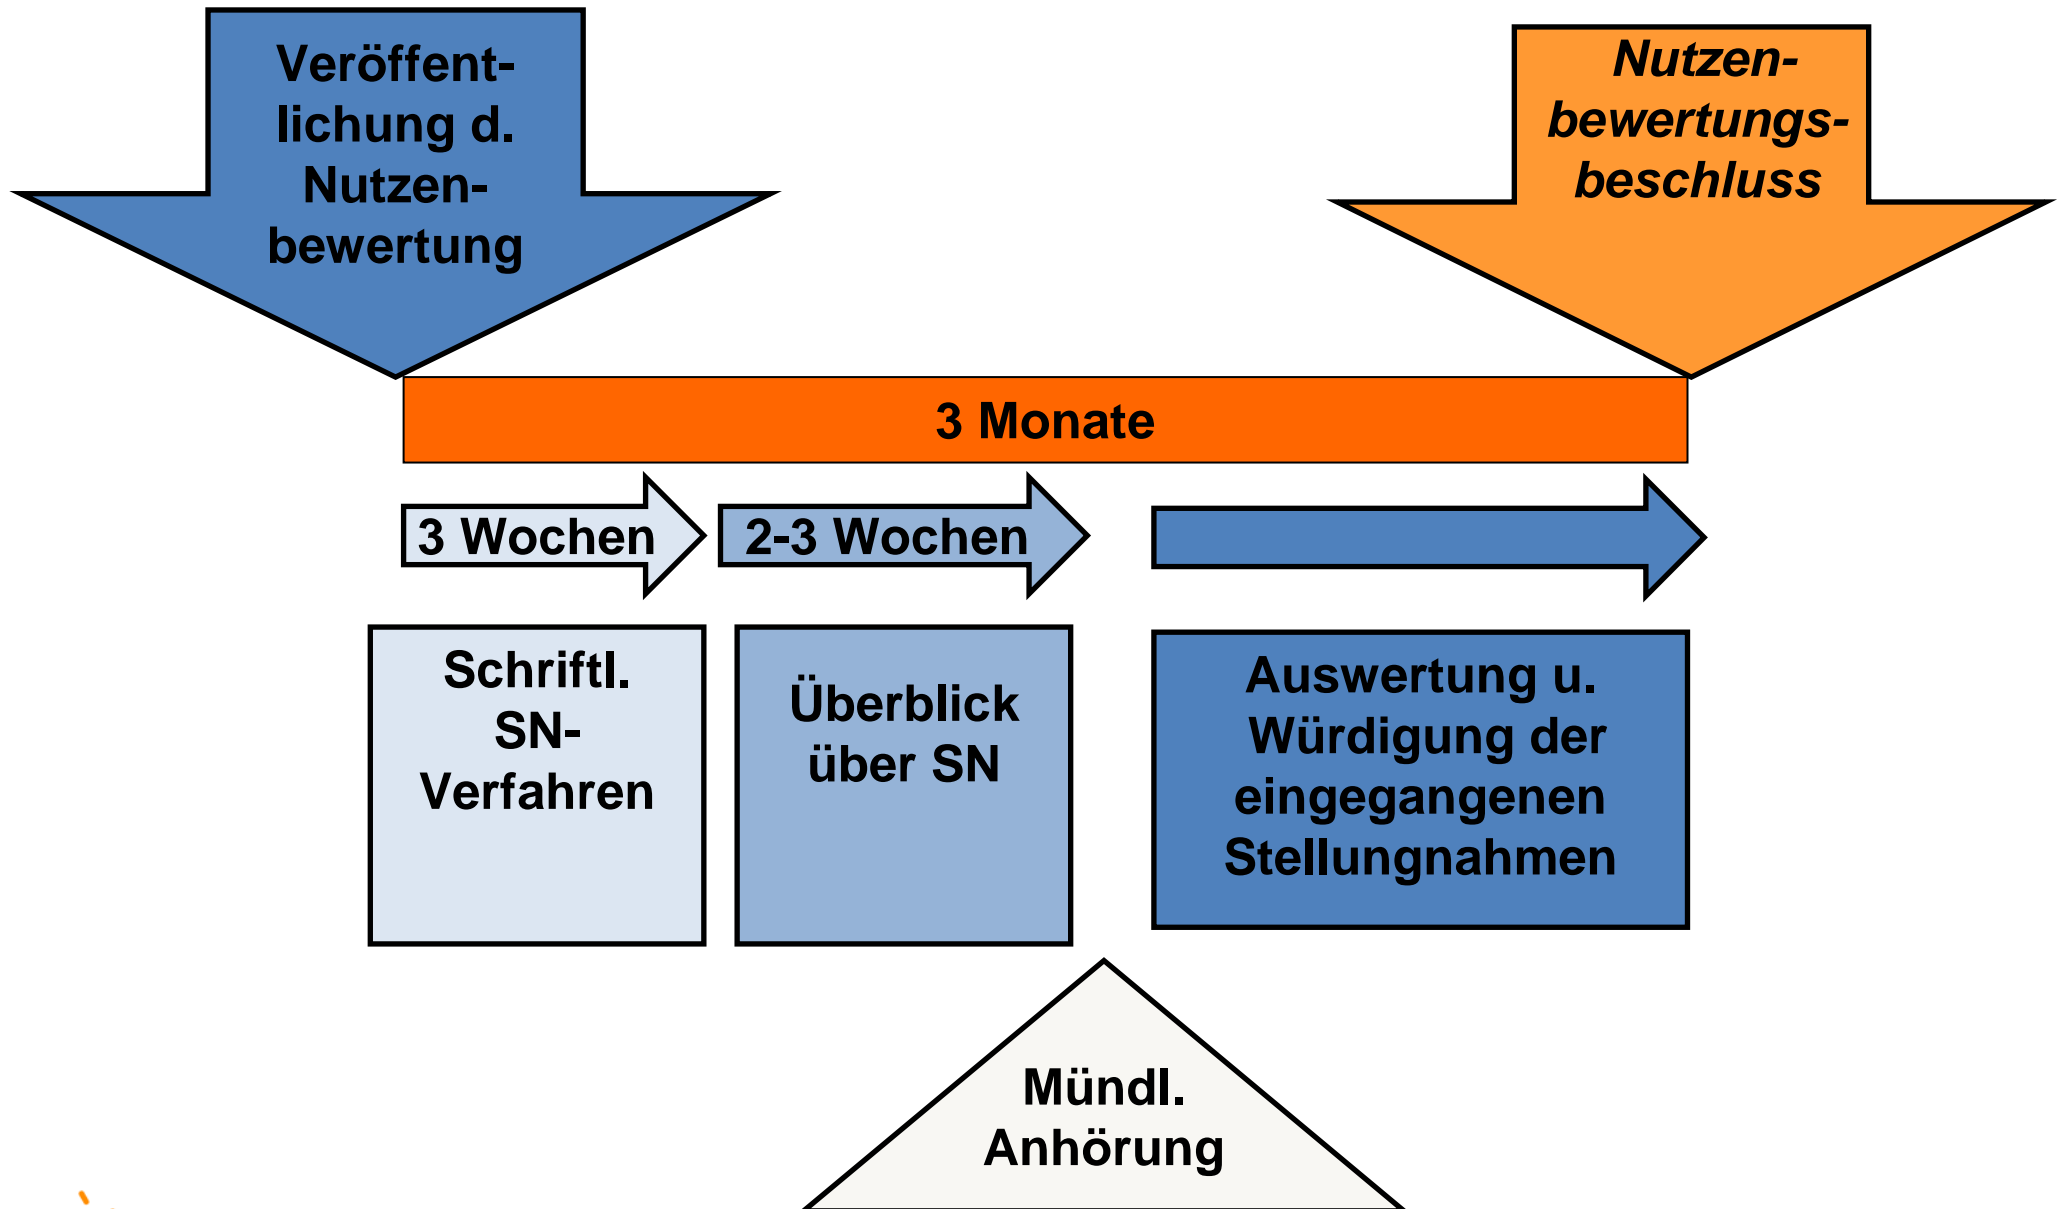 Veröffent-
lichung d.
Nutzen-
bewertung
Nutzen-
bewertungs-
beschluss
3 Monate
3 Wochen
2-3 Wochen
Schriftl.
SN-
Verfahren
Überblick
über SN
Auswertung u.
Würdigung der
eingegangenen
Stellungnahmen
Mündl.
Anhörung